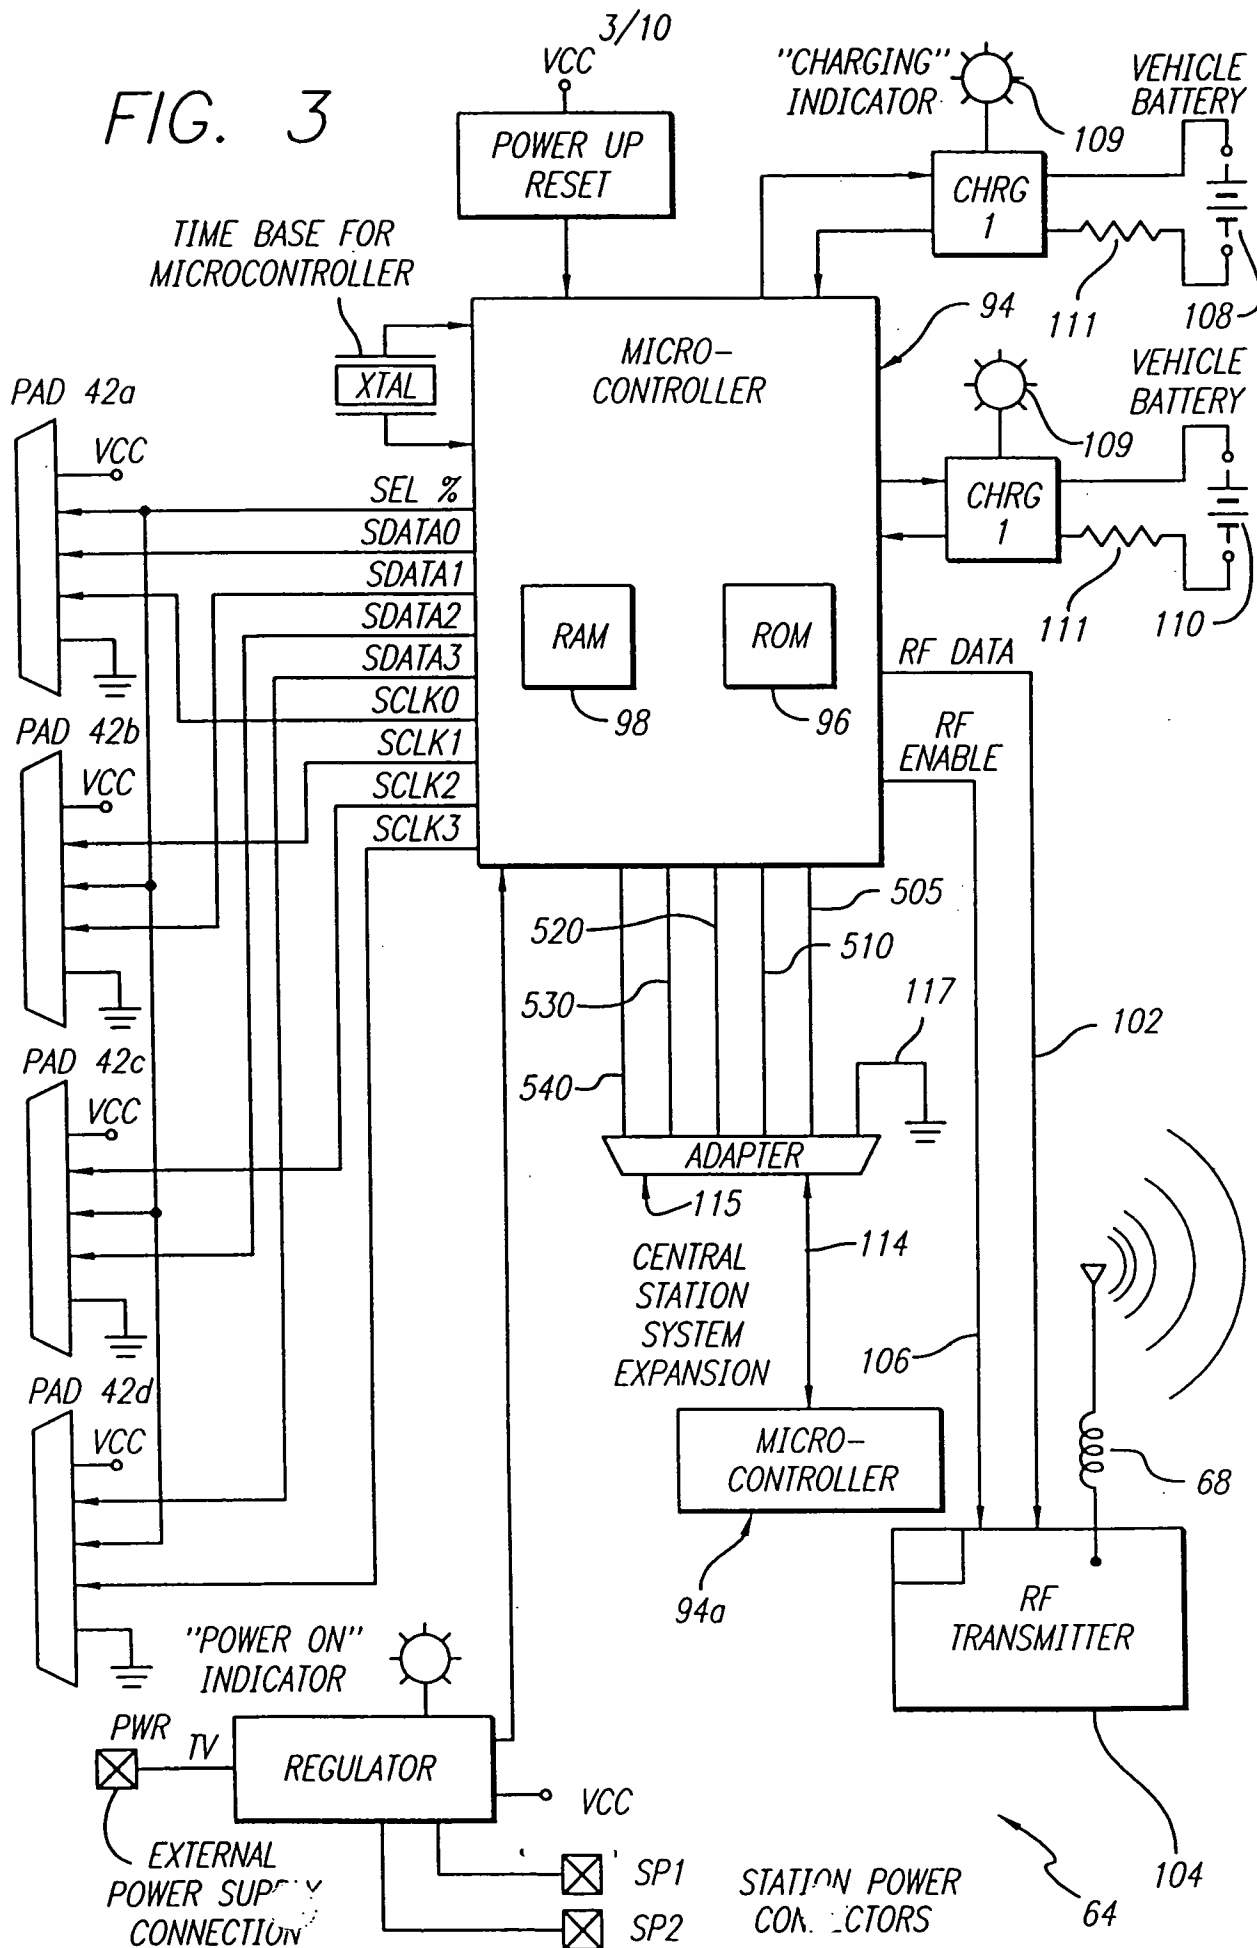 3/10
FIG. 3
VCC
POWER UP
RESET
"CHARGING"
INDICATOR
109
VEHICLE
BATTERY
CHRG
1
111
108
TIME BASE FOR
MICROCONTROLLER
XTAL
MICRO-
CONTROLLER
94
109
VEHICLE
BATTERY
CHRG
1
111
110
PAD 42a
VCC
SEL %
SDATA0
SDATA1
SDATA2
SDATA3
SCLK0
SCLK1
SCLK2
SCLK3
RAM
98
ROM
96
RF DATA
RF
ENABLE
PAD 42b
VCC
505
520
510
530
540
117
102
PAD 42c
VCC
ADAPTER
115
114
CENTRAL
STATION
SYSTEM
EXPANSION
106
PAD 42d
VCC
MICRO-
CONTROLLER
94a
68
RF
TRANSMITTER
104
"POWER ON"
INDICATOR
PWR
TV
REGULATOR
VCC
EXTERNAL
POWER
CONNECTION
SP1
SP2
STATION POWER
64